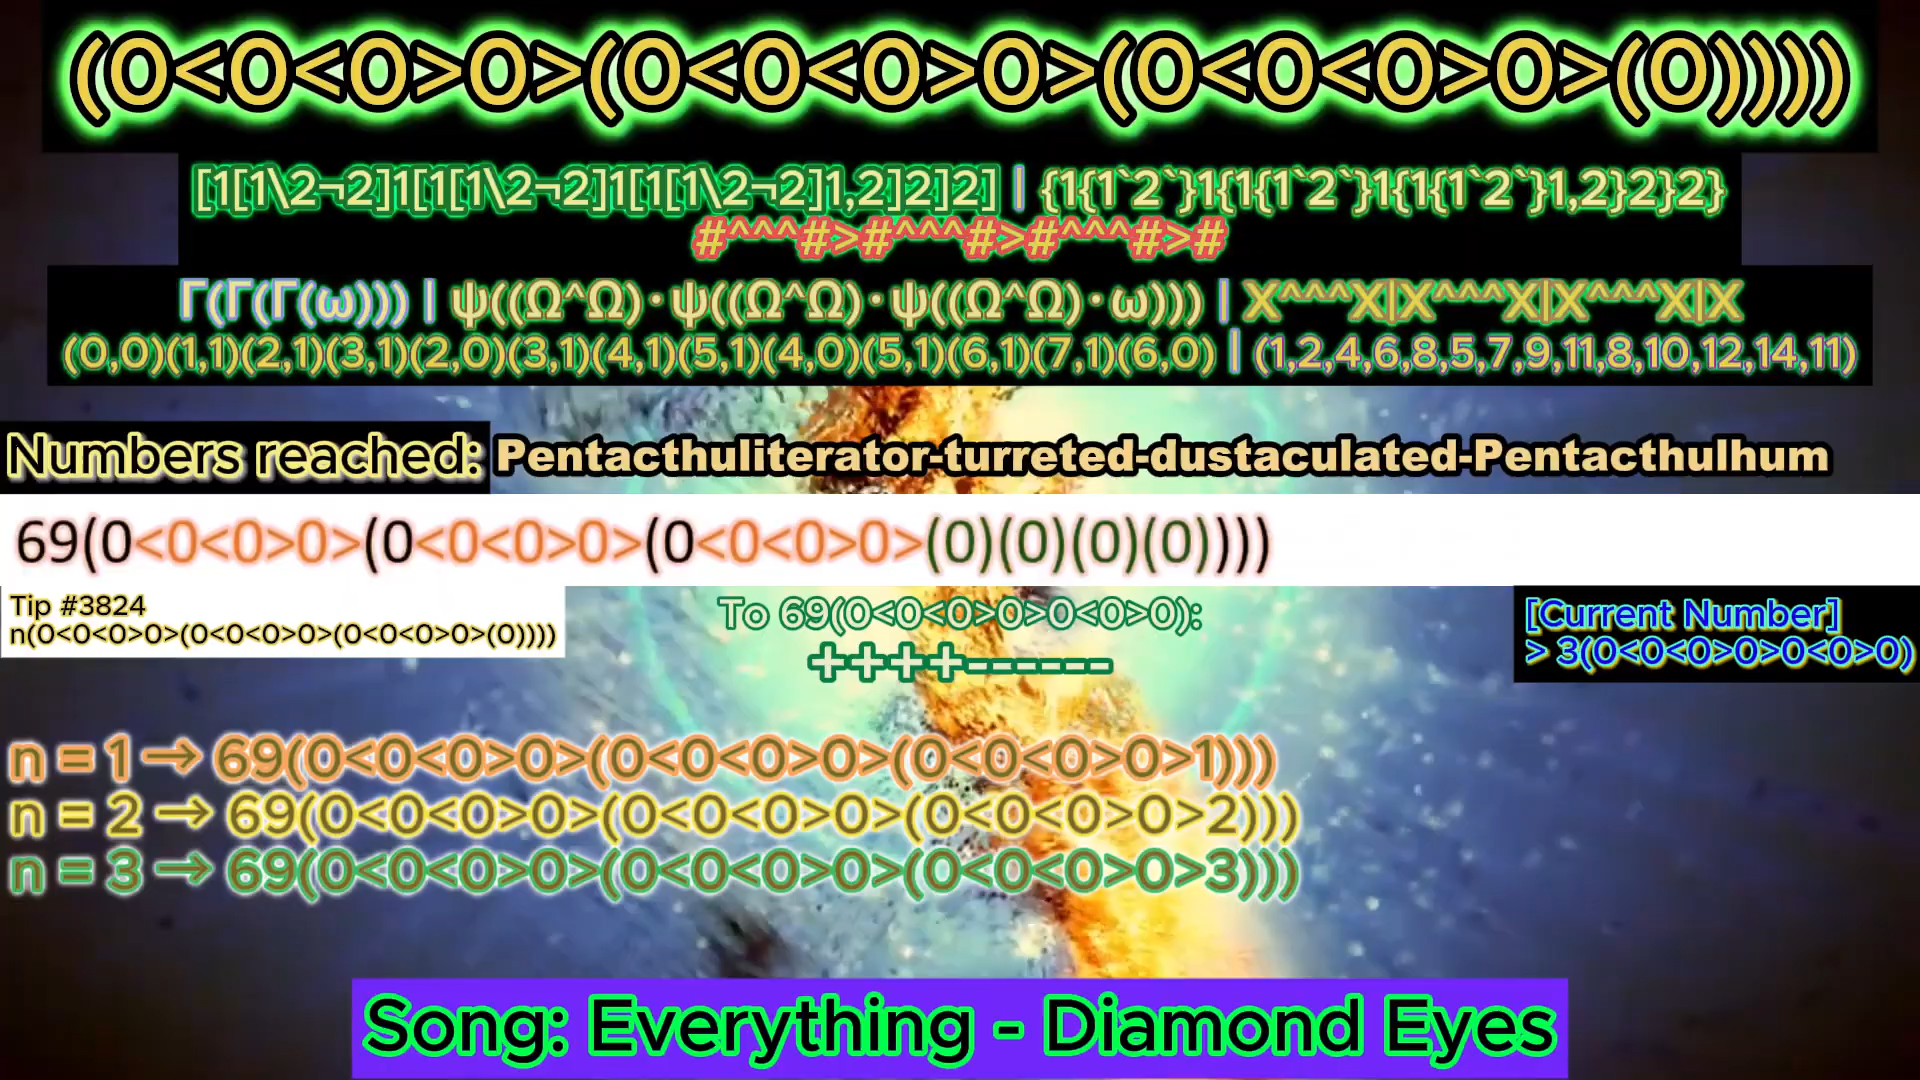 (0<0<0>0>(0<0<0>0>(0<0<0>0>(0))))
[1[1\2¬2]1[1[1\2¬2]1[1[1\2¬2]1,2]2]2] | {1{1`2`}1{1{1`2`}1{1{1`2`}1,2}2}2}
#^^^#>#^^^#>#^^^#>#
Γ(Γ(Γ(ω))) | ψ((Ω^Ω)·ψ((Ω^Ω)·ψ((Ω^Ω)·ω))) | X^^^X|X^^^X|X^^^X|X
(0,0)(1,1)(2,1)(3,1)(2,0)(3,1)(4,1)(5,1)(4,0)(5,1)(6,1)(7,1)(6,0) | (1,2,4,6,8,5,7,9,11,8,10,12,14,11)
Numbers reached: Pentacthuliterator-turreted-dustaculated-Pentacthulhum
69(0<0<0>0>(0<0<0>0>(0<0<0>0>(0)(0)(0)(0))))
Tip #3824
n(0<0<0>0>(0<0<0>0>(0<0<0>0>(0))))
To 69(0<0<0>0>0<0>0):
++++------
[Current Number]
> 3(0<0<0>0>0<0>0)
n = 1 → 69(0<0<0>0>(0<0<0>0>(0<0<0>0>1)))
n = 2 → 69(0<0<0>0>(0<0<0>0>(0<0<0>0>2)))
n = 3 → 69(0<0<0>0>(0<0<0>0>(0<0<0>0>3)))
Song: Everything - Diamond Eyes